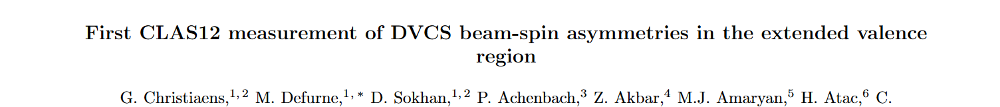 First CLAS12 measurement of DVCS beam-spin asymmetries in the extended valence
region
G. Christiaens,1, 2 M. Defurne,1, ∗ D. Sokhan,1, 2 P. Achenbach,3 Z. Akbar,4 M.J. Amaryan,5 H. Atac,6 C.